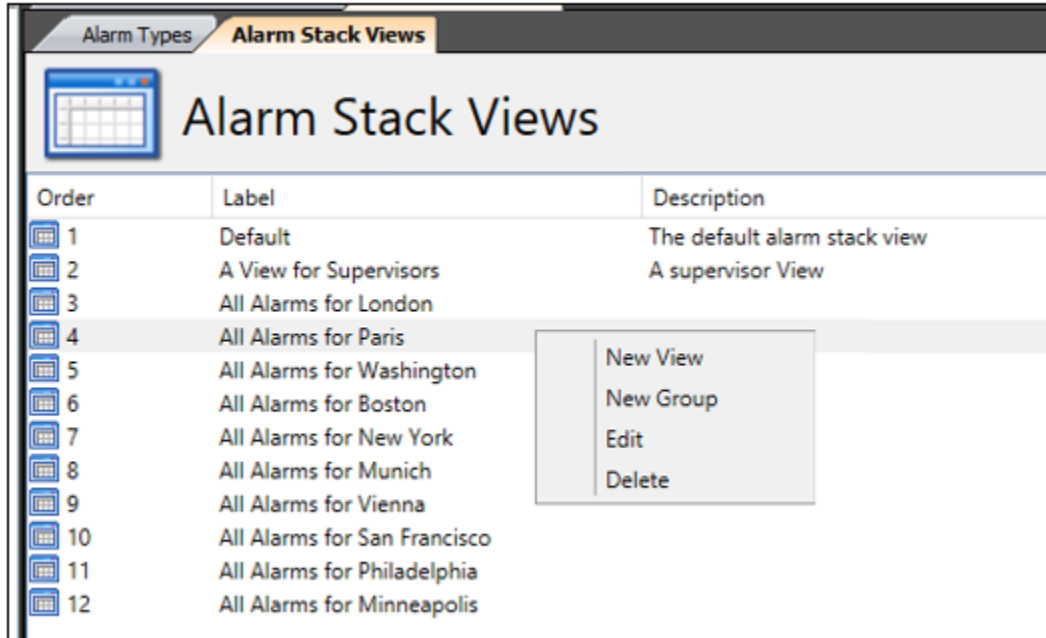 Alarm Types Alarm Stack Views
Alarm Stack Views
Order Label Description
1 Default The default alarm stack view
2 A View for Supervisors A supervisor View
3 All Alarms for London
4 All Alarms for Paris
5 All Alarms for Washington
6 All Alarms for Boston
7 All Alarms for New York
8 All Alarms for Munich
9 All Alarms for Vienna
10 All Alarms for San Francisco
11 All Alarms for Philadelphia
12 All Alarms for Minneapolis
New View
New Group
Edit
Delete